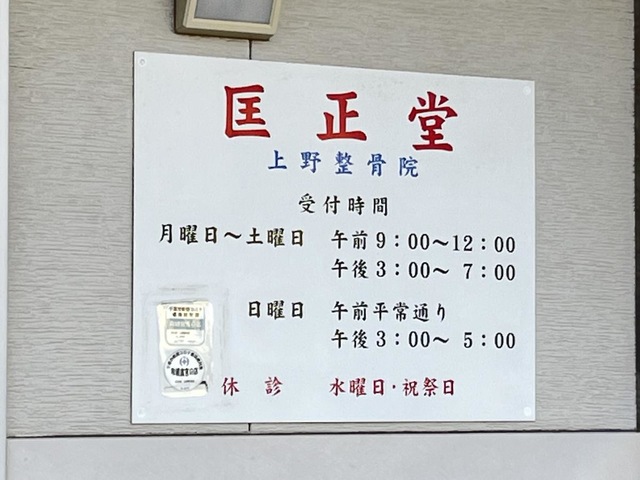 匡正堂
上野整骨院
受付時間
月曜日～土曜日 午前9：00～12：00
午後3：00～ 7：00
日曜日 午前平常通り
午後3：00～ 5：00
休診 水曜日・祝祭日